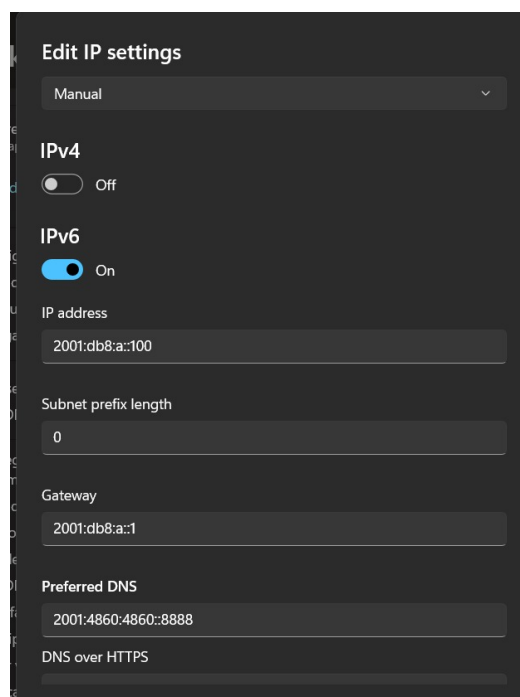 Edit IP settings
Manual
IPv4
Off
IPv6
On
IP address
2001:db8:a::100
Subnet prefix length
0
Gateway
2001:db8:a::1
Preferred DNS
2001:4860:4860::8888
DNS over HTTPS